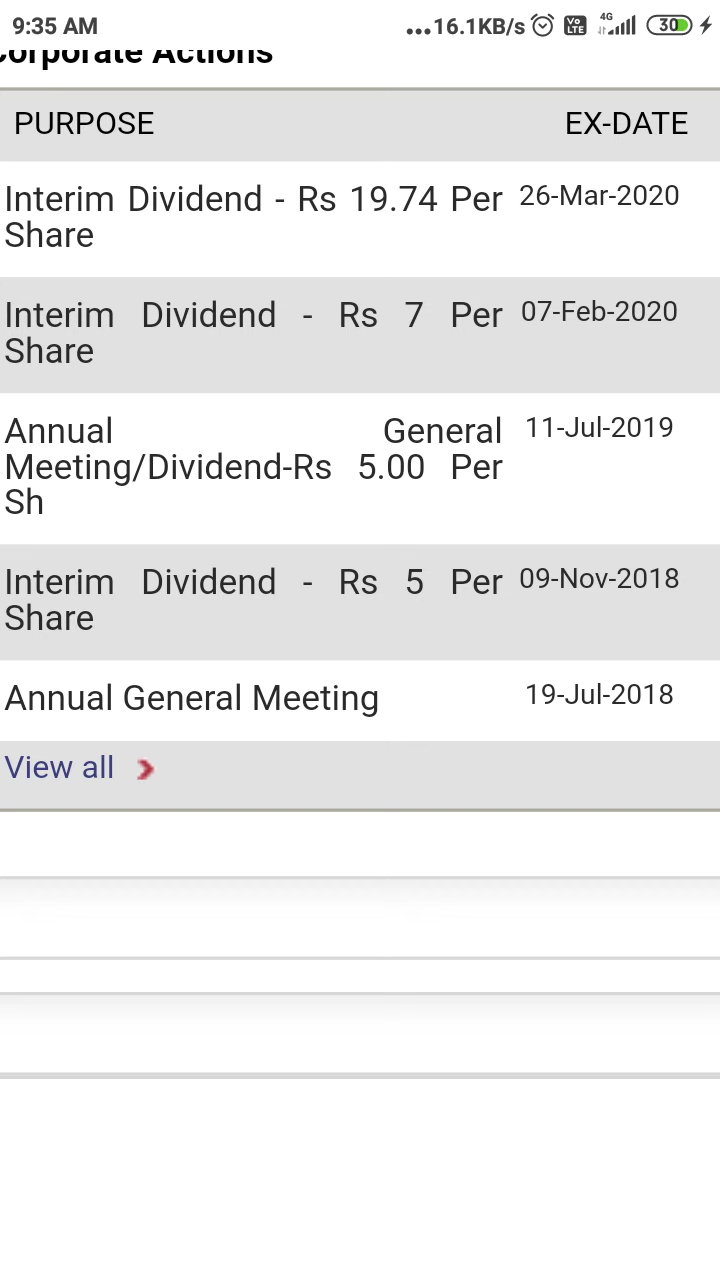 9:35 AM ...16.1KB/s VoLTE 4G 30
Corporate Actions
PURPOSE EX-DATE
Interim Dividend - Rs 19.74 Per 26-Mar-2020
Share
Interim Dividend - Rs 7 Per 07-Feb-2020
Share
Annual General 11-Jul-2019
Meeting/Dividend-Rs 5.00 Per
Sh
Interim Dividend - Rs 5 Per 09-Nov-2018
Share
Annual General Meeting 19-Jul-2018
View all